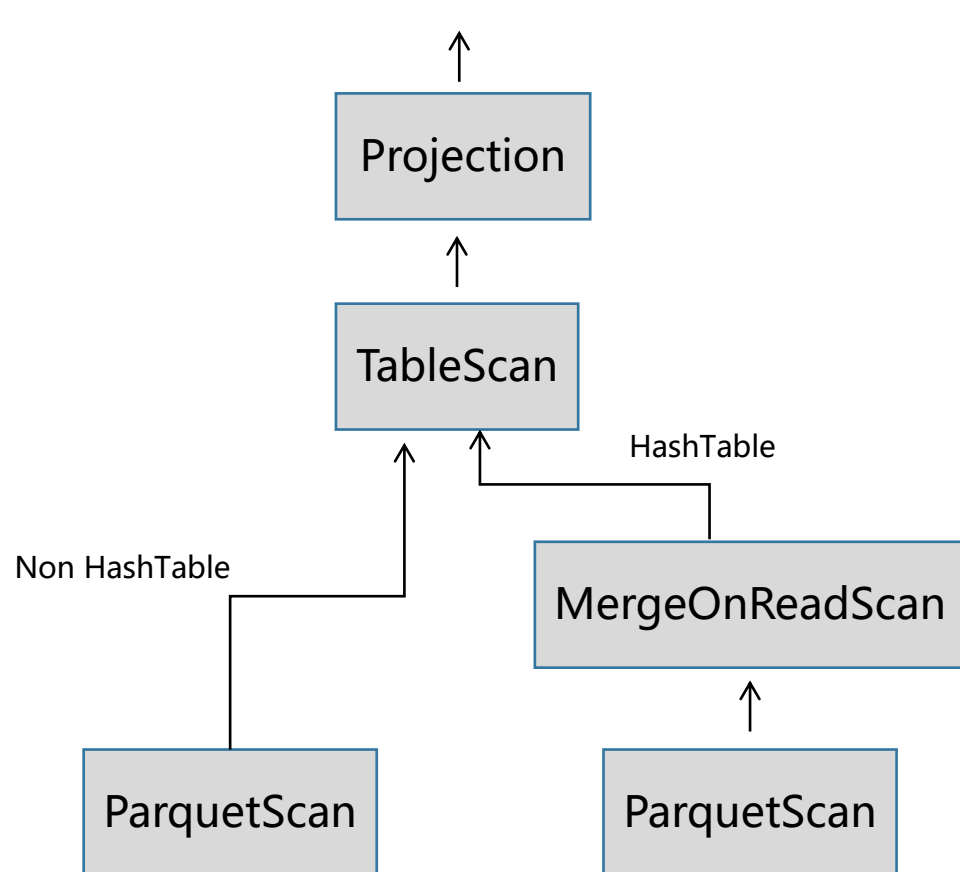 Projection
TableScan
HashTable
Non HashTable
MergeOnReadScan
ParquetScan
ParquetScan